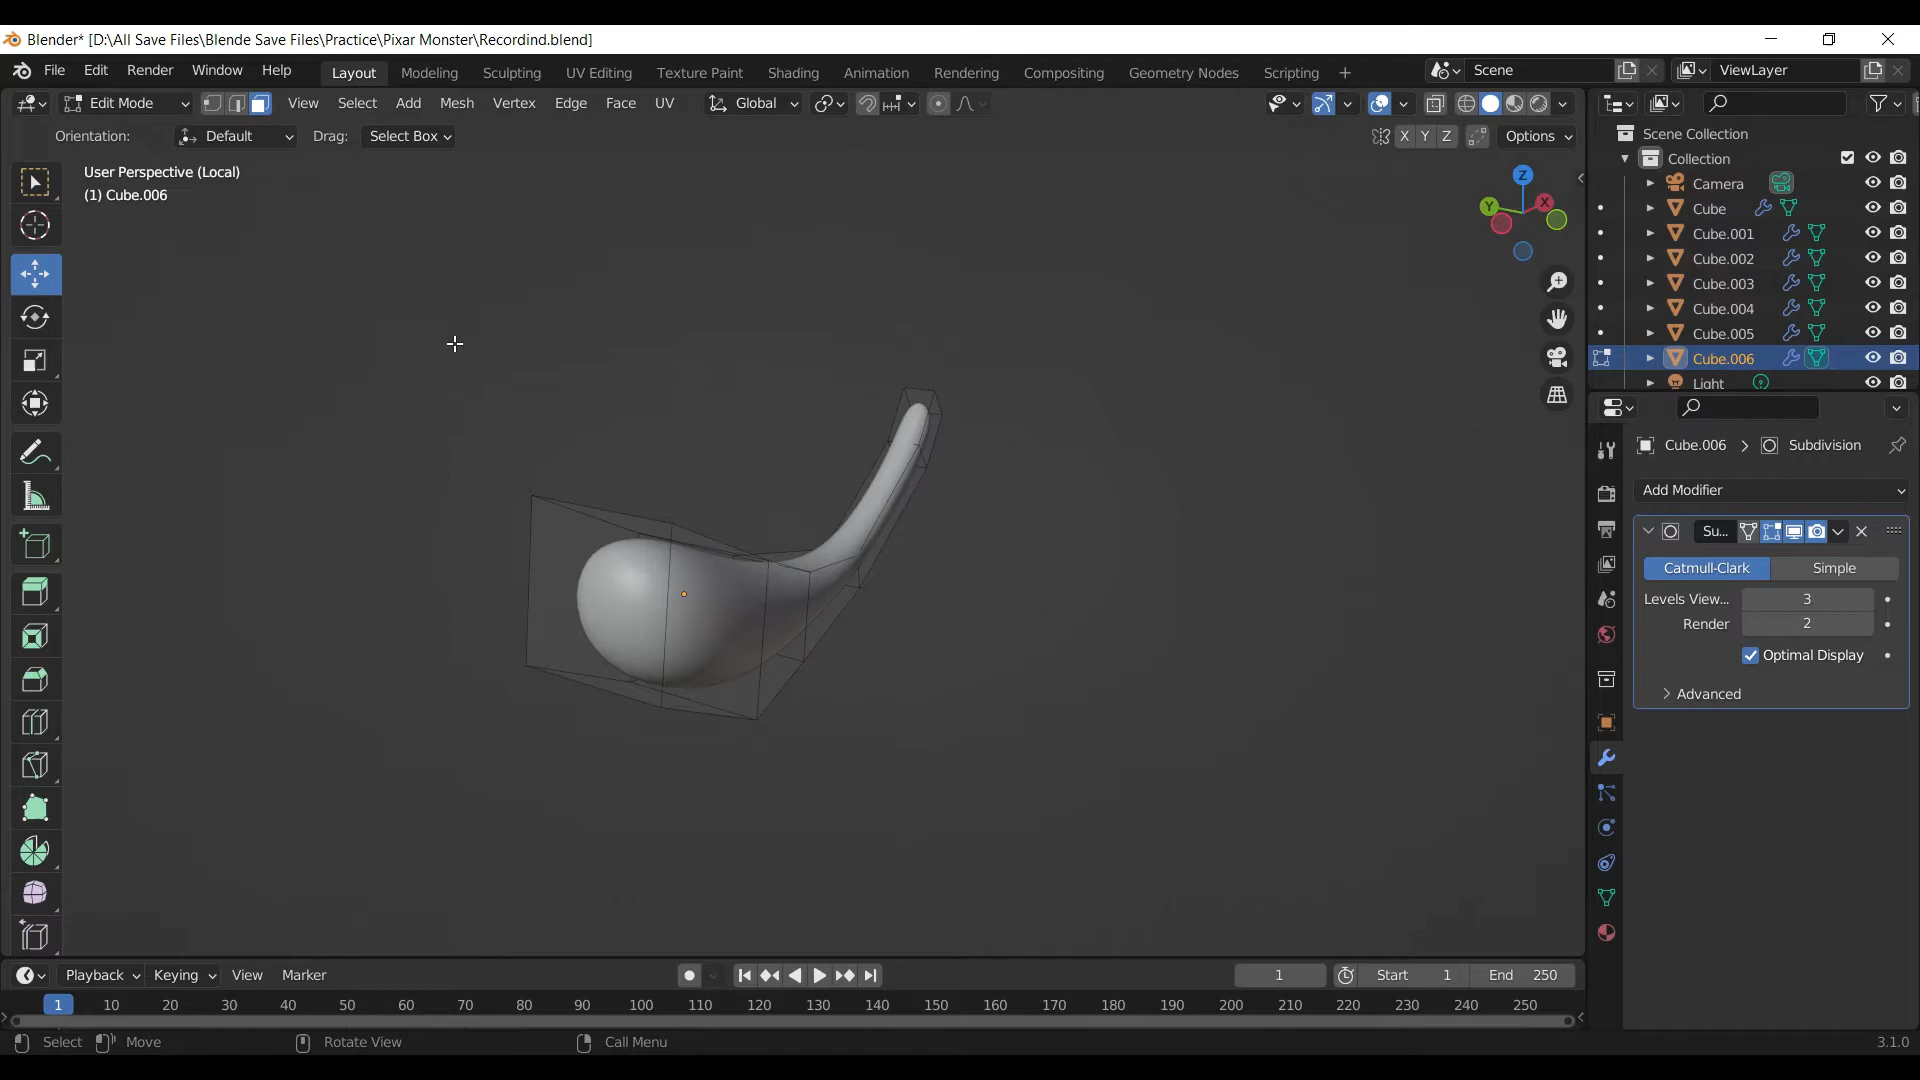 Blender* [D:\All Save Files\Blende Save Files\Practice\Pixar Monster\Recordind.blend]
File Edit Render Window Help Layout Modeling Sculpting UV Editing Texture Paint Shading Animation Rendering Compositing Geometry Nodes Scripting + Scene ViewLayer
Edit Mode View Select Add Mesh Vertex Edge Face UV Global
Orientation: Default Drag: Select Box X Y Z Options
User Perspective (Local)
(1) Cube.006
Z
Y
X
Scene Collection
Collection
Camera
Cube
Cube.001
Cube.002
Cube.003
Cube.004
Cube.005
Cube.006
Light
Cube.006 > Subdivision
Add Modifier
Su...
Catmull-Clark Simple
Levels View... 3
Render 2
Optimal Display
Advanced
Playback Keying View Marker 1 Start 1 End 250
1 10 20 30 40 50 60 70 80 90 100 110 120 130 140 150 160 170 180 190 200 210 220 230 240 250
Select Move Rotate View Call Menu 3.1.0